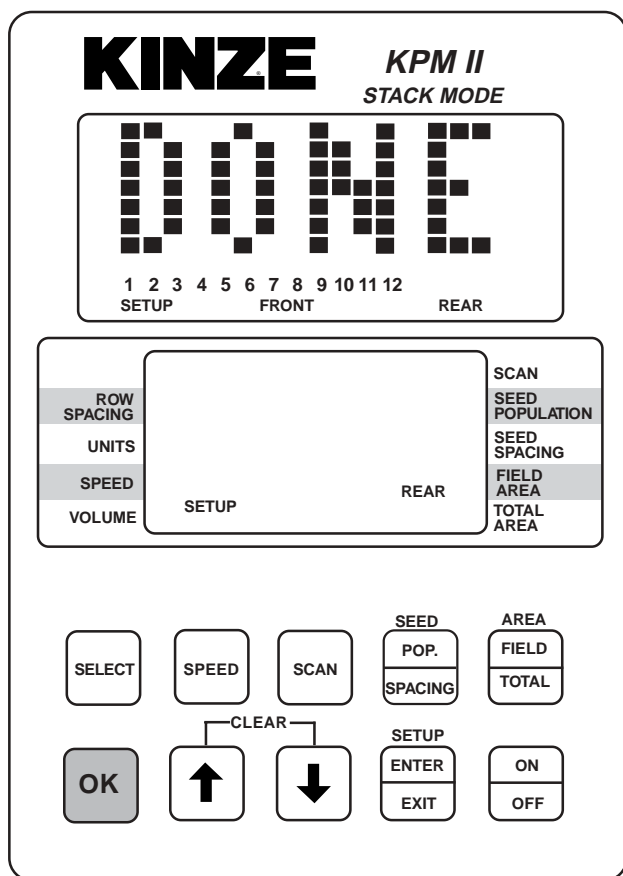 KINZE®
KPM II
STACK MODE
DONE
1 2 3 4 5 6 7 8 9 10 11 12
SETUP FRONT REAR
ROW
SPACING
UNITS
SPEED
VOLUME
SETUP
REAR
SCAN
SEED
POPULATION
SEED
SPACING
FIELD
AREA
TOTAL
AREA
SELECT
SPEED
SCAN
SEED
POP.
SPACING
AREA
FIELD
TOTAL
OK
CLEAR
SETUP
ENTER
EXIT
ON
OFF